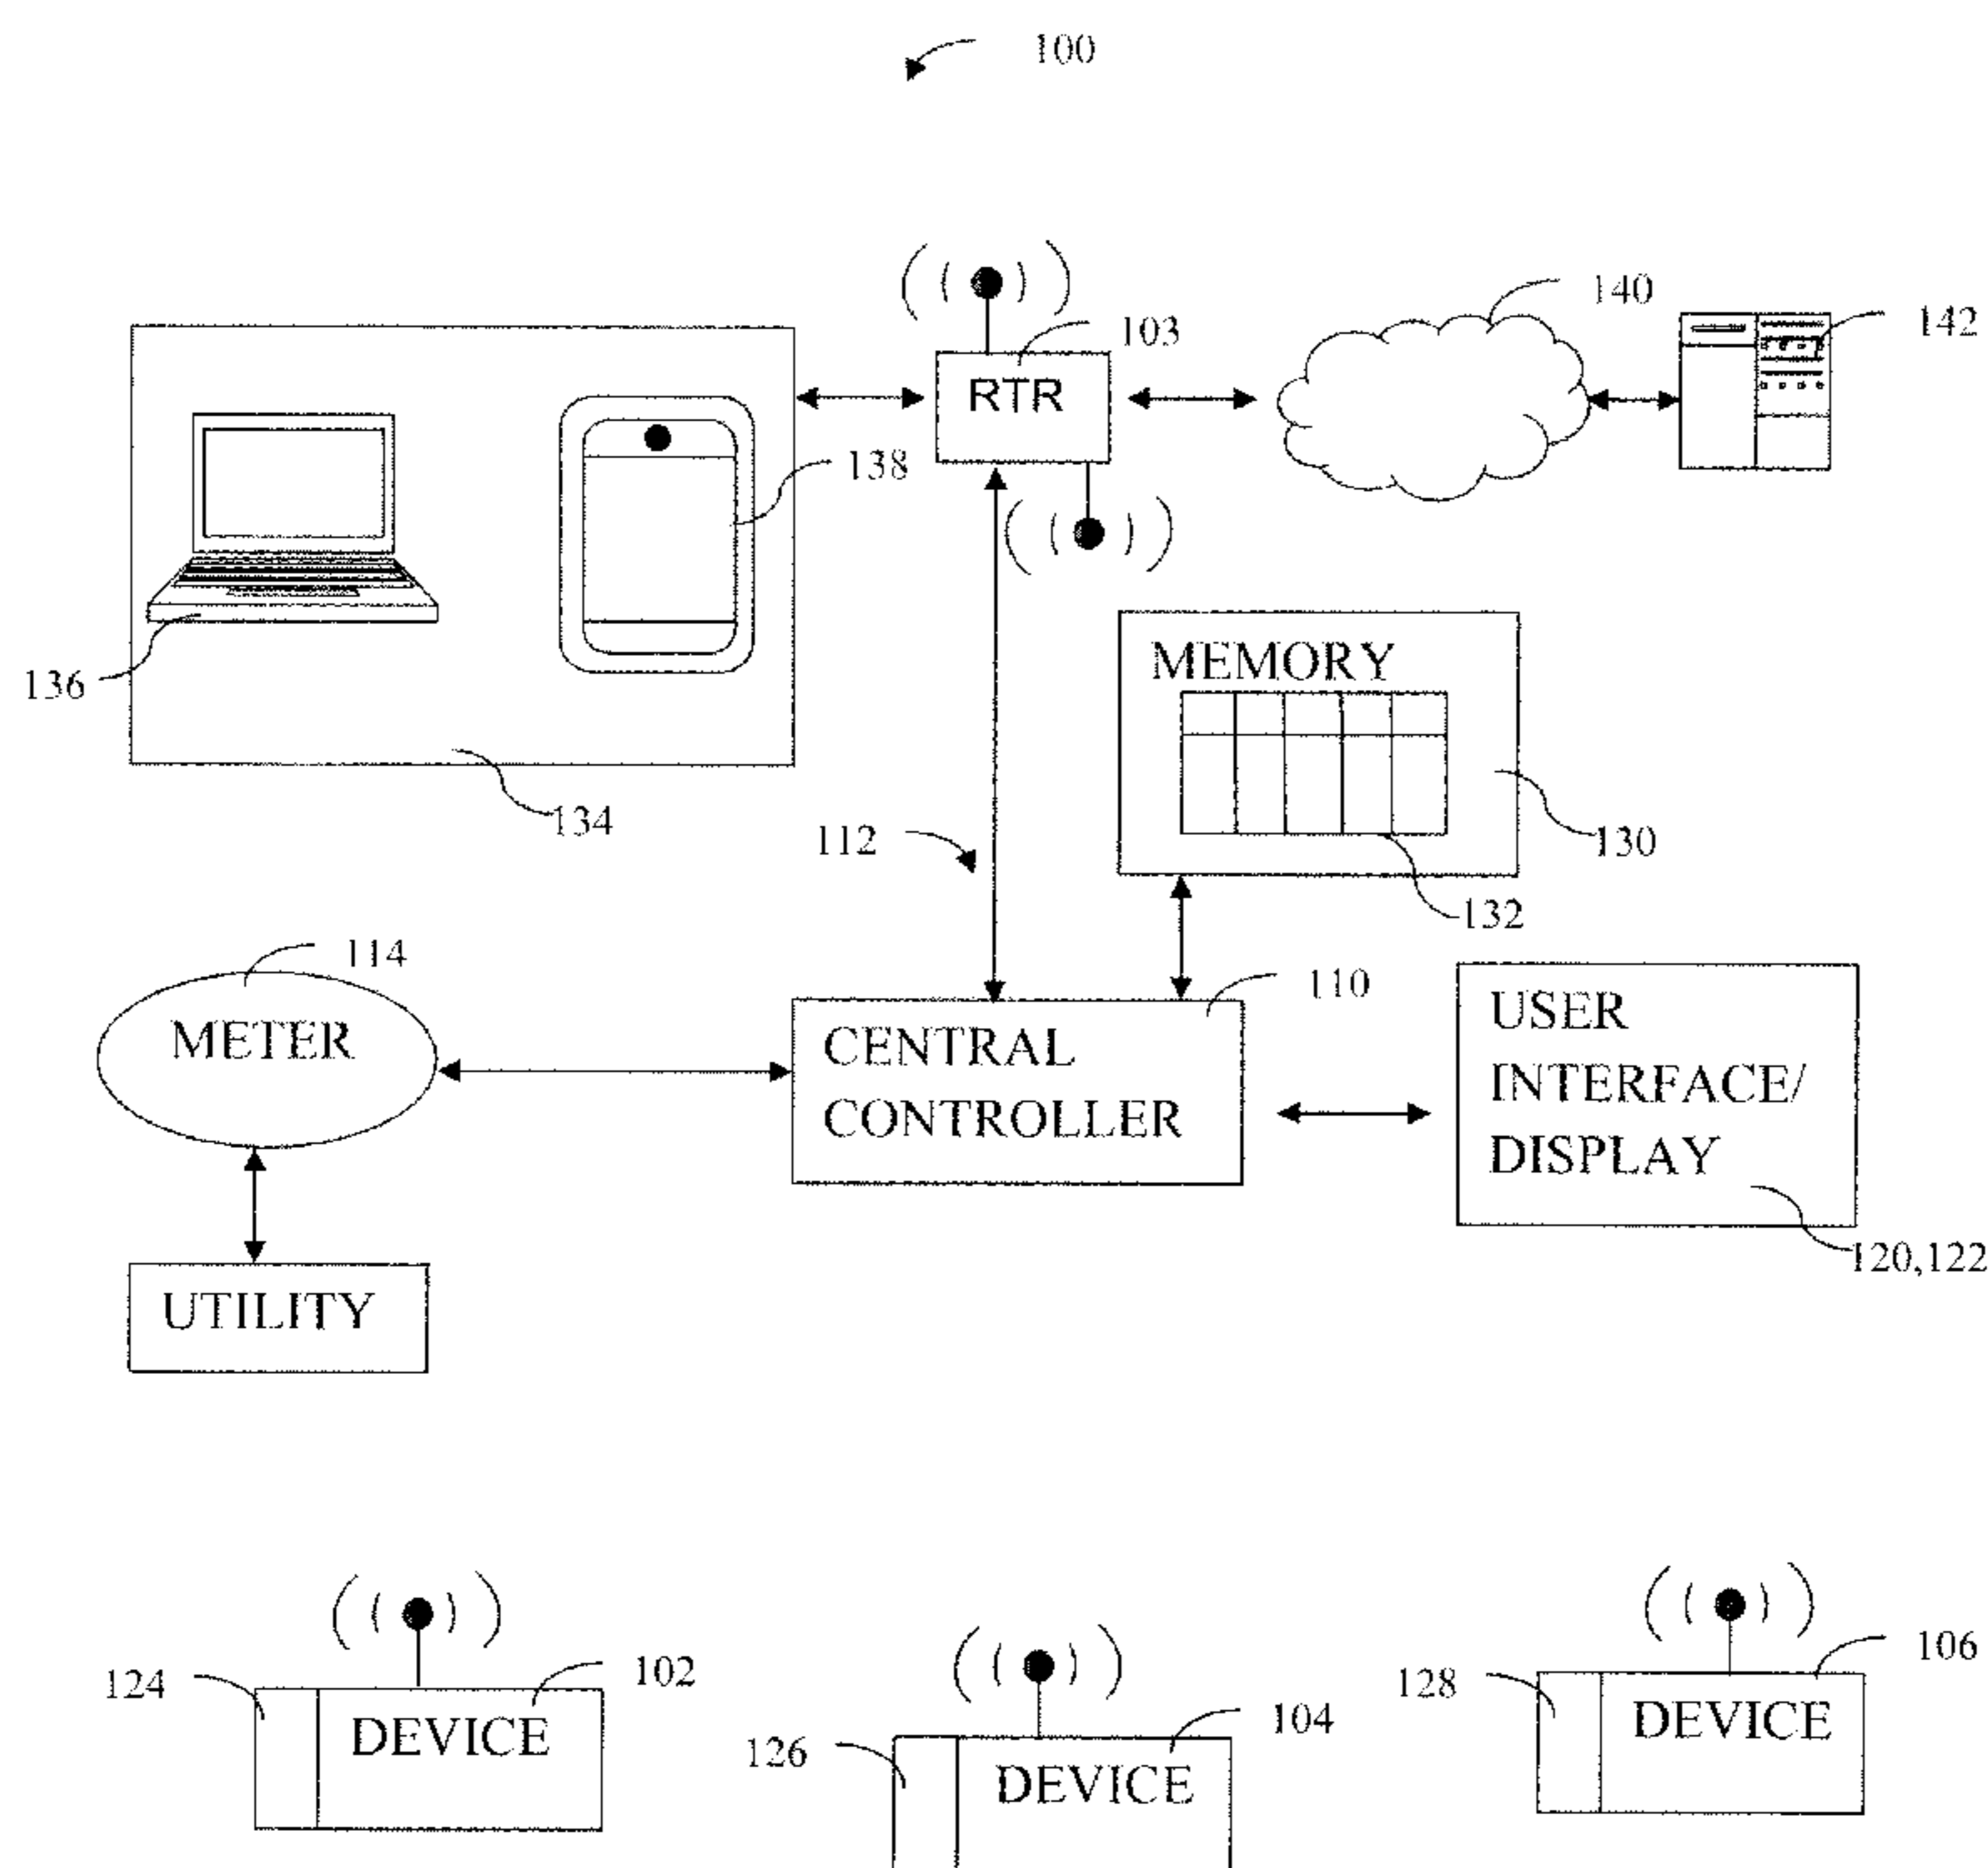 100
140
142
103
RTR
138
136
MEMORY
134
112
130
132
114
METER
110
CENTRAL
CONTROLLER
USER
INTERFACE/
DISPLAY
120,122
UTILITY
124
102
DEVICE
126
104
DEVICE
128
106
DEVICE